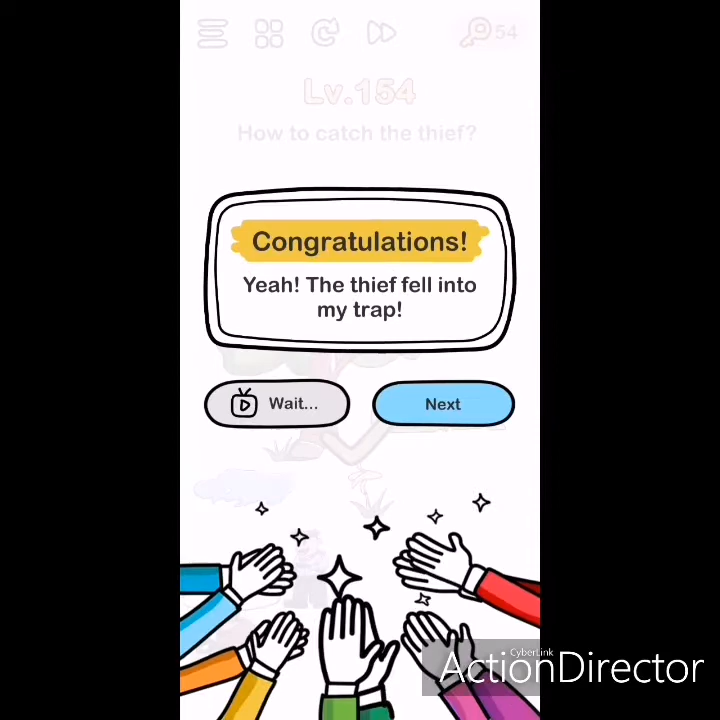 54
Lv.154
How to catch the thief?
Congratulations!
Yeah! The thief fell into
my trap!
Wait...
Next
CyberLink
ActionDirector